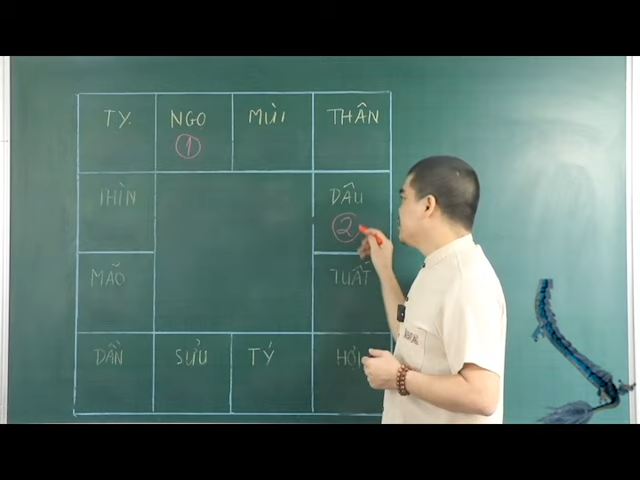 TỴ NGỌ MÙI THÂN
1
THÌN DẬU
2
MÃO TUẤT
DẦN SỬU TÝ HỢI